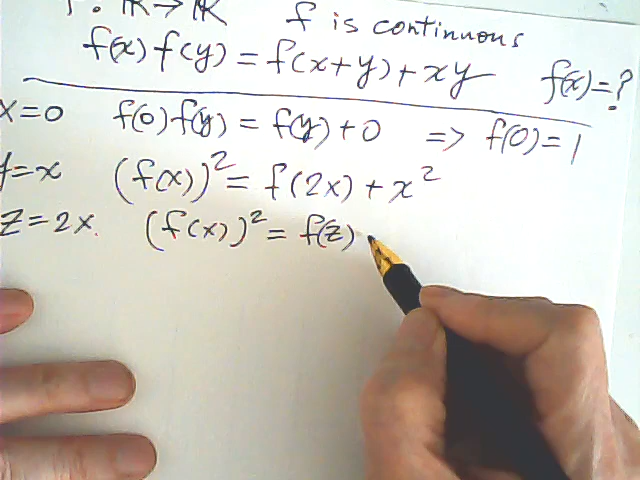 f: ℝ → ℝ f is continuous
f(x) f(y) = f(x+y) + xy f(x) = ?
x=0 f(0) f(y) = f(y) + 0 => f(0) = 1
y=x (f(x))² = f(2x) + x²
z=2x. (f(x))² = f(z)